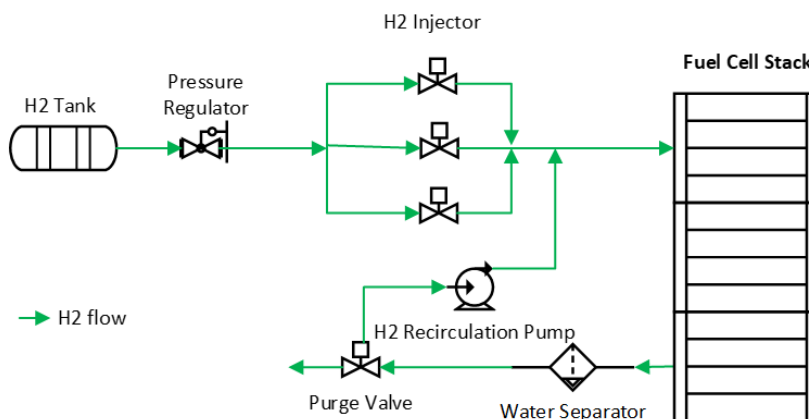 H2 Injector
Fuel Cell Stack
Pressure
Regulator
H2 Tank
H2 flow
H2 Recirculation Pump
Purge Valve
Water Separator